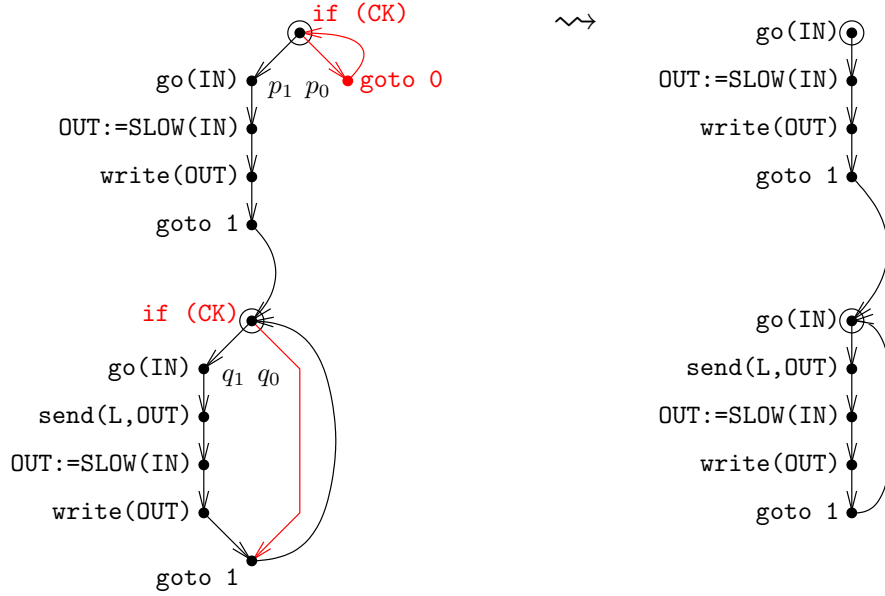 if (CK)
go(IN)
go(IN) p₁ p₀ goto 0
OUT:=SLOW(IN)
OUT:=SLOW(IN)
write(OUT)
write(OUT)
goto 1
goto 1
if (CK)
go(IN)
go(IN) q₁ q₀
send(L,OUT)
send(L,OUT)
OUT:=SLOW(IN)
OUT:=SLOW(IN)
write(OUT)
write(OUT)
goto 1
goto 1